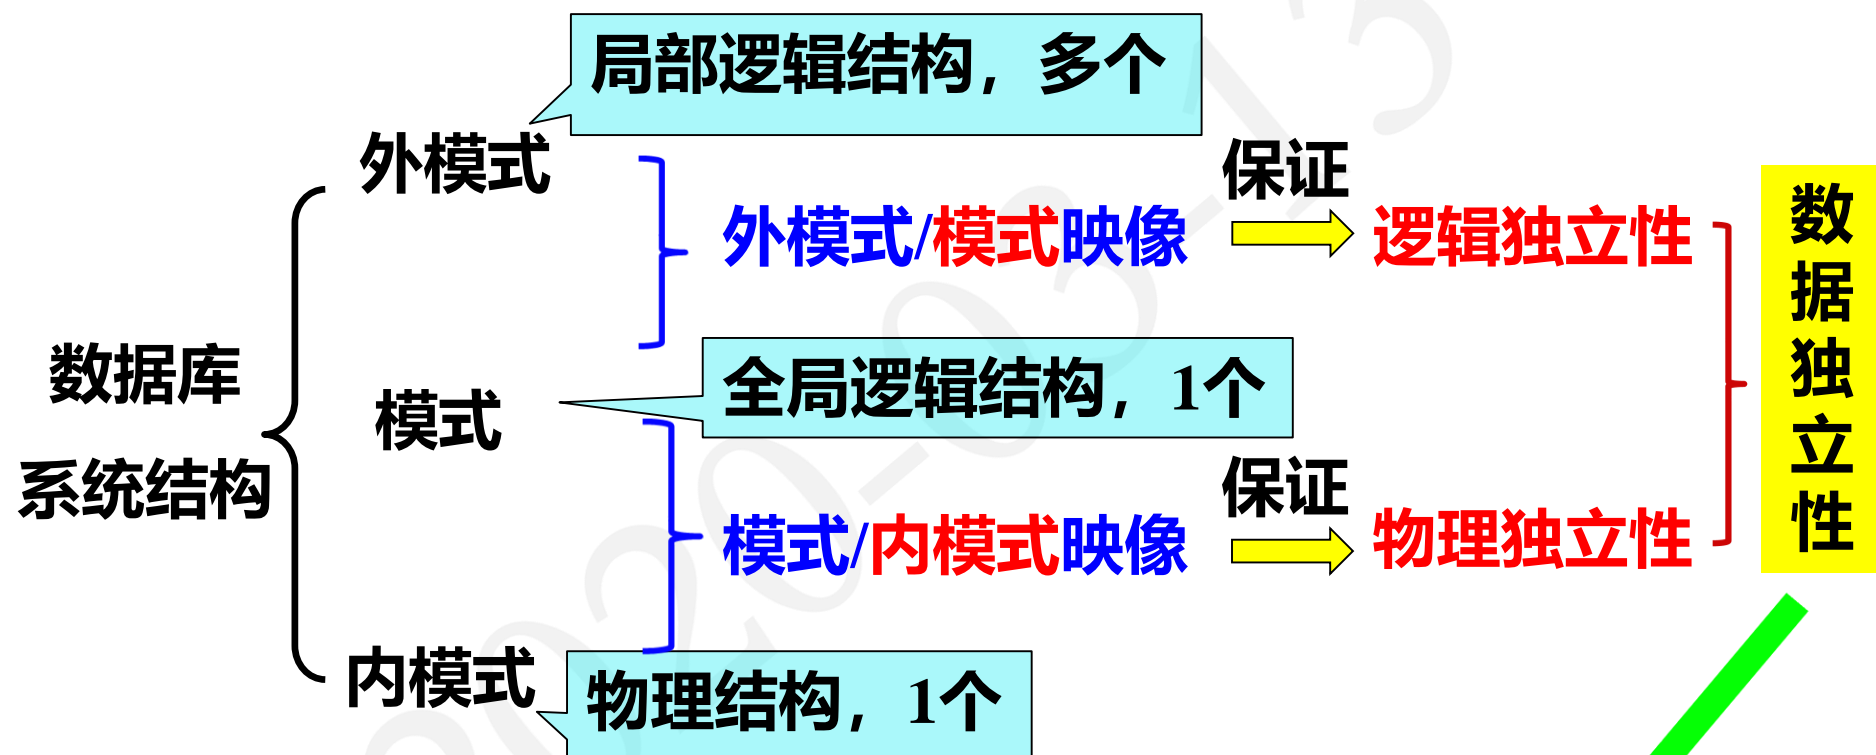 局部逻辑结构，多个
外模式
保证
外模式/模式映像
逻辑独立性
数据独立性
数据库
系统结构
模式
全局逻辑结构，1个
保证
模式/内模式映像
物理独立性
内模式
物理结构，1个
2020-03-13